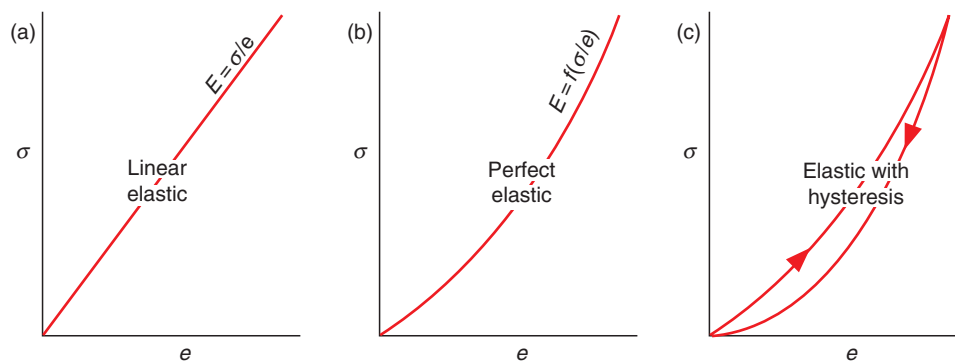 (a)
E = σ/e
Linear
elastic
σ
e
(b)
E = f(σ/e)
Perfect
elastic
σ
e
(c)
Elastic with
hysteresis
σ
e